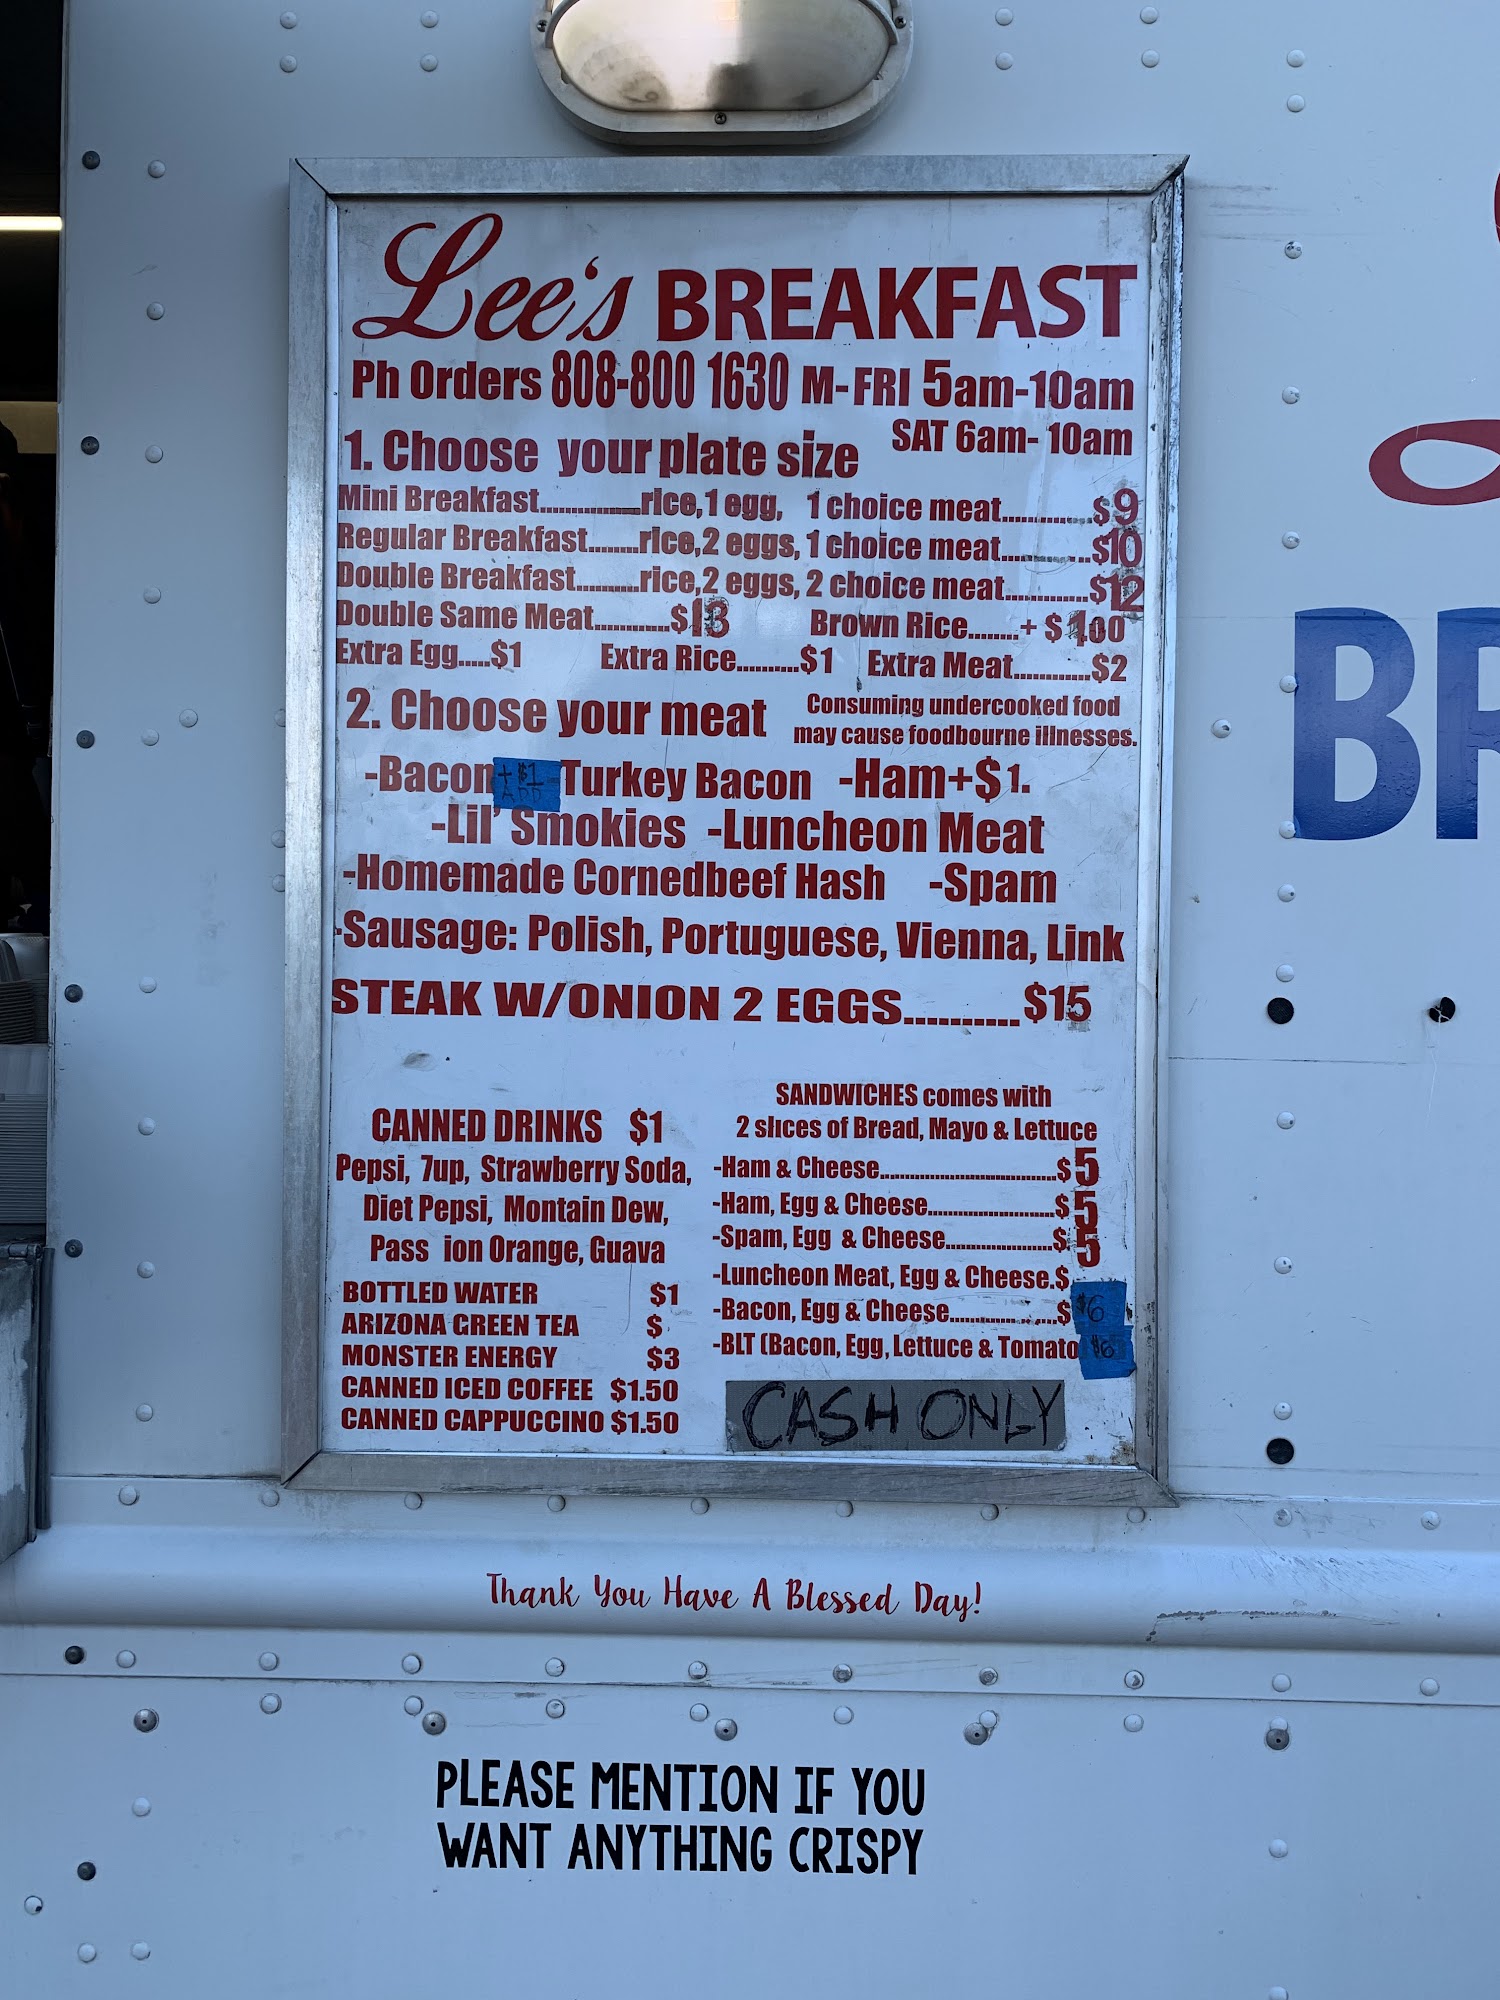 Lee's BREAKFAST
Ph Orders 808-800 1630 M-FRI 5am-10am
SAT 6am- 10am
1. Choose your plate size
Mini Breakfast................rice, 1 egg, 1 choice meat..............$9
Regular Breakfast........rice,2 eggs, 1 choice meat..............$10
Double Breakfast..........rice,2 eggs, 2 choice meat.............$12
Double Same Meat............$13 Brown Rice........+ $1.00
Extra Egg.....$1 Extra Rice..........$1 Extra Meat............$2
2. Choose your meat
Consuming undercooked food
may cause foodbourne illnesses.
-Bacon +$1 ADD -Turkey Bacon -Ham+$1.
-Lil' Smokies -Luncheon Meat
-Homemade Cornedbeef Hash -Spam
-Sausage: Polish, Portuguese, Vienna, Link
STEAK W/ONION 2 EGGS..........$15
CANNED DRINKS $1
Pepsi, 7up, Strawberry Soda,
Diet Pepsi, Montain Dew,
Pass ion Orange, Guava
BOTTLED WATER $1
ARIZONA GREEN TEA $
MONSTER ENERGY $3
CANNED ICED COFFEE $1.50
CANNED CAPPUCCINO $1.50
SANDWICHES comes with
2 slices of Bread, Mayo & Lettuce
-Ham & Cheese................................$5
-Ham, Egg & Cheese.......................$5
-Spam, Egg & Cheese....................$5
-Luncheon Meat, Egg & Cheese.$
-Bacon, Egg & Cheese....................$ $6
-BLT (Bacon, Egg, Lettuce & Tomato $6
CASH ONLY
Thank You Have A Blessed Day!
PLEASE MENTION IF YOU
WANT ANYTHING CRISPY
BR